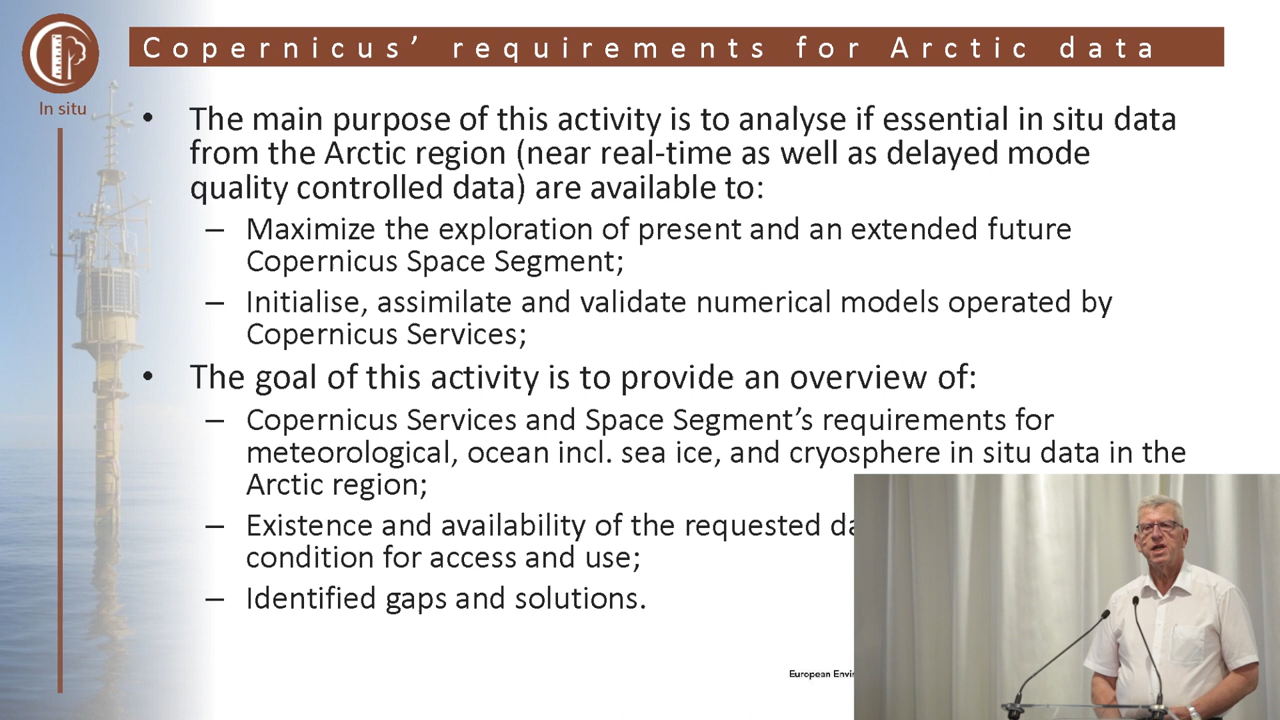 Copernicus’ requirements for Arctic data
In situ
• The main purpose of this activity is to analyse if essential in situ data
from the Arctic region (near real-time as well as delayed mode
quality controlled data) are available to:
– Maximize the exploration of present and an extended future
Copernicus Space Segment;
– Initialise, assimilate and validate numerical models operated by
Copernicus Services;
• The goal of this activity is to provide an overview of:
– Copernicus Services and Space Segment’s requirements for
meteorological, ocean incl. sea ice, and cryosphere in situ data in the
Arctic region;
– Existence and availability of the requested
condition for access and use;
– Identified gaps and solutions.
European